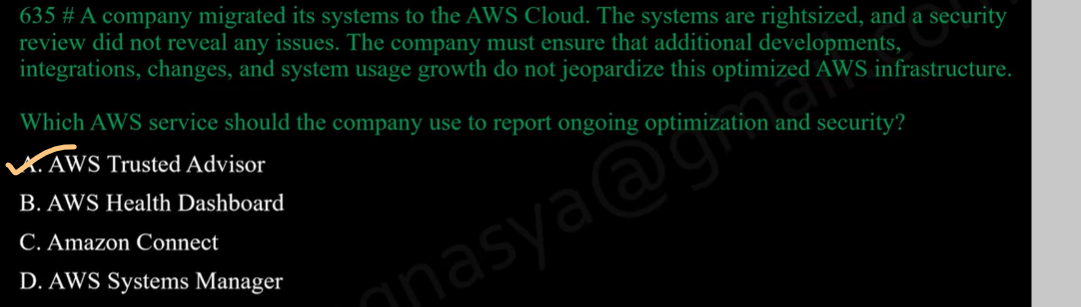 635 # A company migrated its systems to the AWS Cloud. The systems are rightsized, and a security
review did not reveal any issues. The company must ensure that additional developments,
integrations, changes, and system usage growth do not jeopardize this optimized AWS infrastructure.
Which AWS service should the company use to report ongoing optimization and security?
A. AWS Trusted Advisor
B. AWS Health Dashboard
C. Amazon Connect
D. AWS Systems Manager